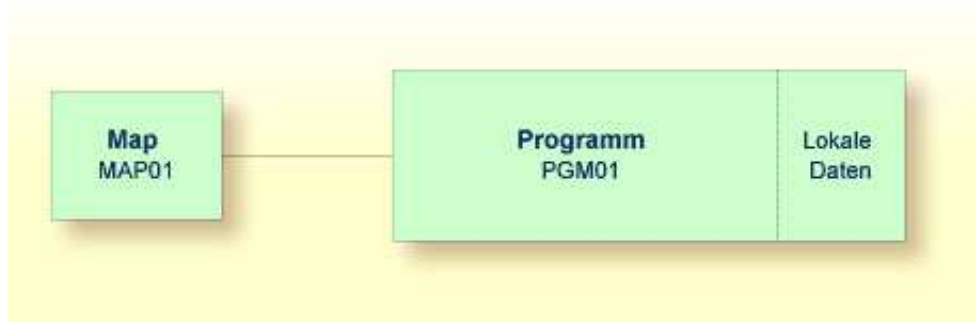 Map
MAP01
Programm
PGM01
Lokale
Daten